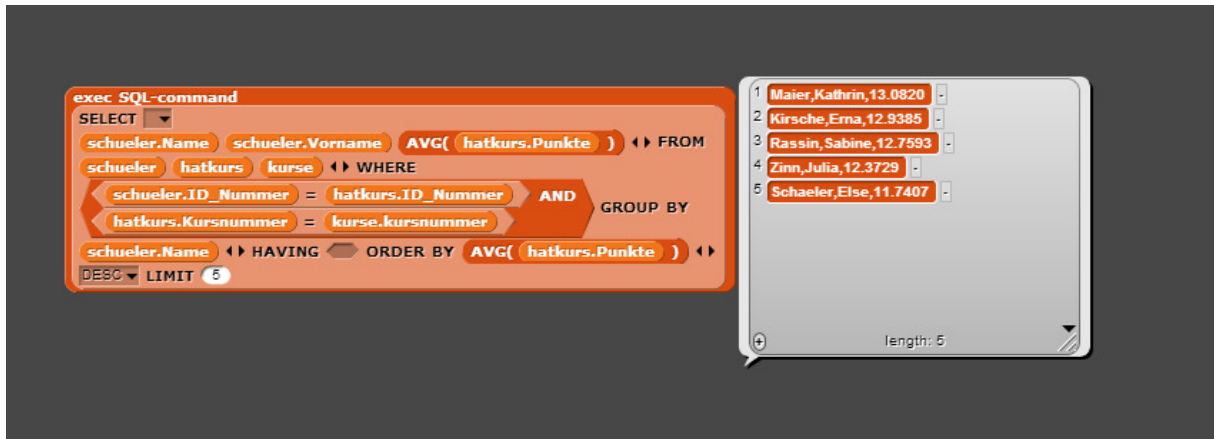 exec SQL-command
SELECT
schueler.Name schueler.Vorname AVG( hatkurs.Punkte ) FROM
schueler hatkurs kurse WHERE
schueler.ID_Nummer = hatkurs.ID_Nummer AND
GROUP BY
hatkurs.Kursnummer = kurse.kursnummer
schueler.Name HAVING ORDER BY AVG( hatkurs.Punkte )
DESC LIMIT 5
1 Maier,Kathrin,13.0820 -
2 Kirsche,Erna,12.9385 -
3 Rassin,Sabine,12.7593 -
4 Zinn,Julia,12.3729 -
5 Schaeler,Else,11.7407 -
+ length: 5